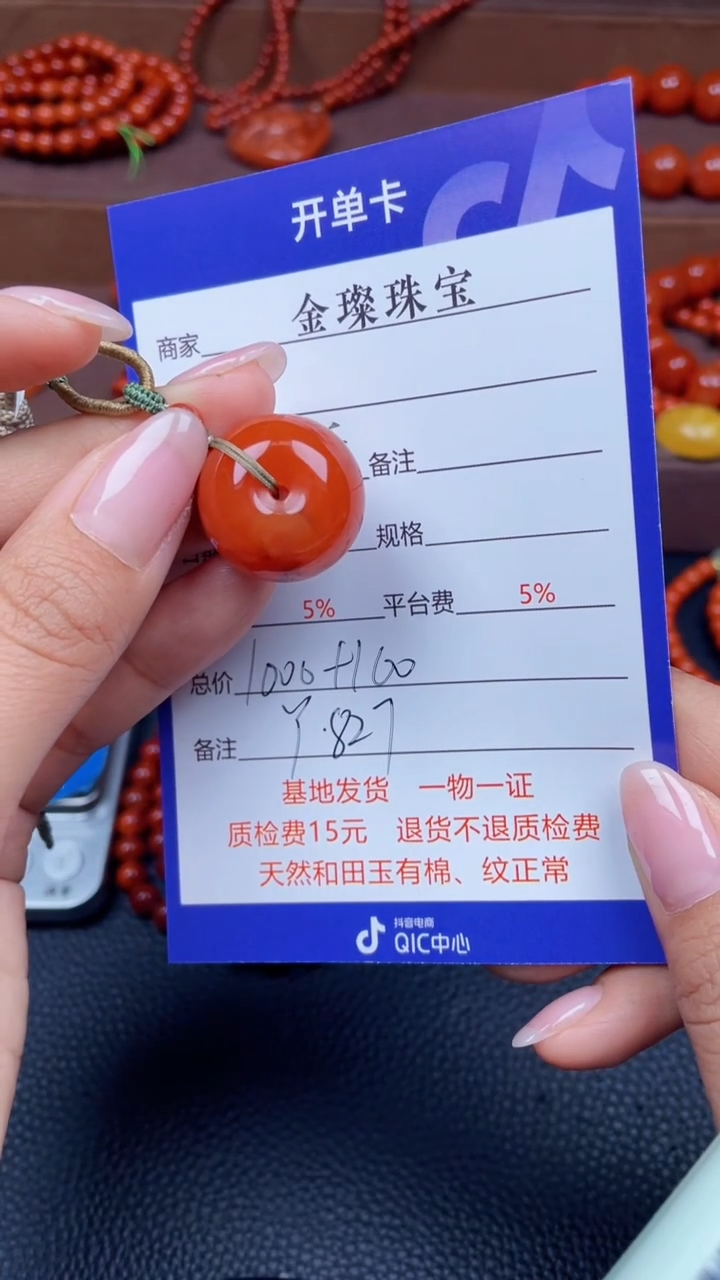 开单卡
商家 金璨珠宝
备注
规格
5% 平台费 5%
总价 1000+100
备注 Y.827
基地发货 一物一证
质检费15元 退货不退质检费
天然和田玉有棉、纹正常
抖音电商
QIC中心